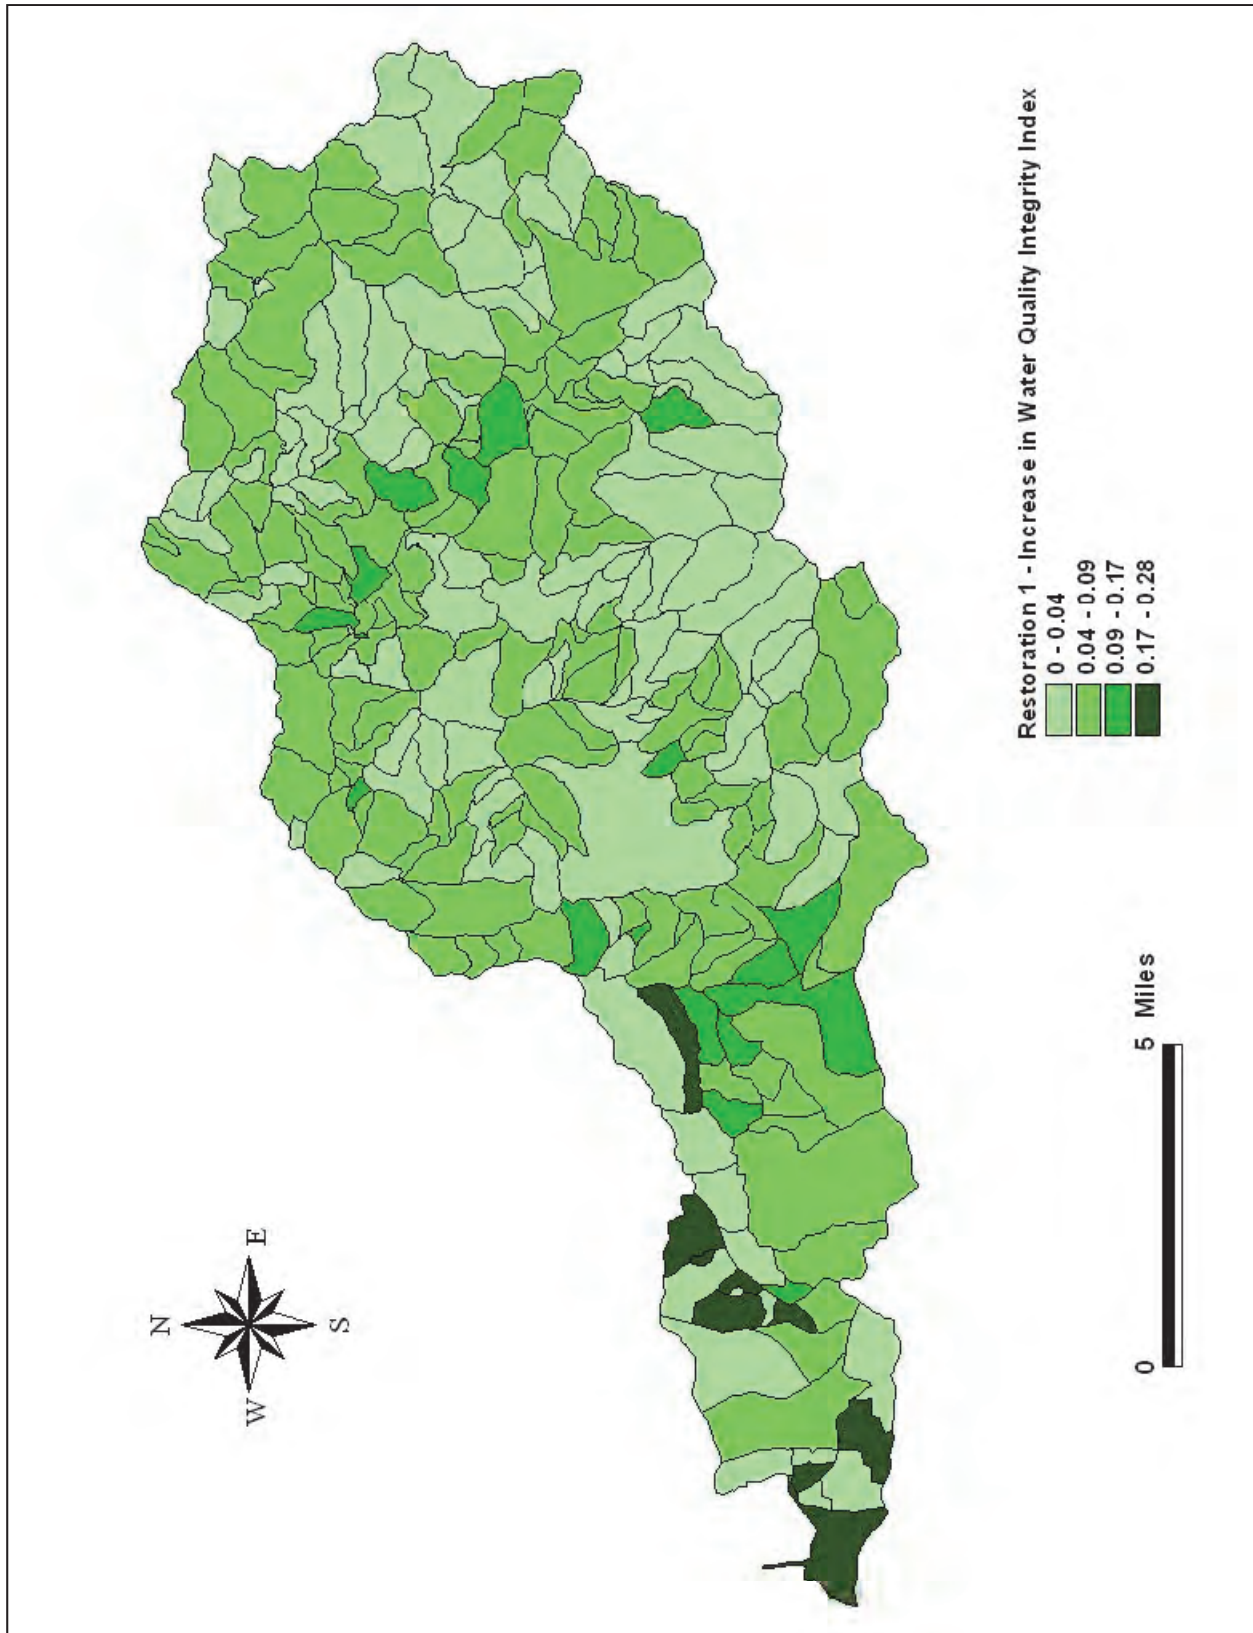 N
W E
S
Restoration 1 - Increase in Water Quality Integrity Index
0 - 0.04
0.04 - 0.09
0.09 - 0.17
0.17 - 0.28
0 5 Miles